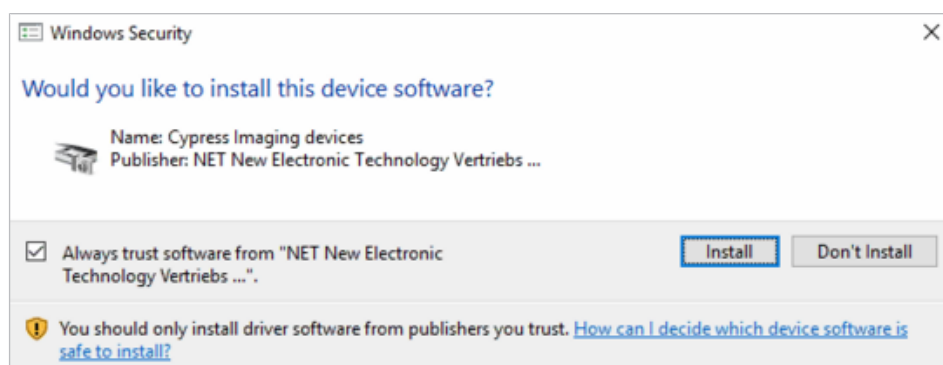 Windows Security
Would you like to install this device software?
Name: Cypress Imaging devices
Publisher: NET New Electronic Technology Vertriebs ...
Always trust software from "NET New Electronic
Technology Vertriebs ...".
Install
Don't Install
You should only install driver software from publishers you trust. How can I decide which device software is
safe to install?